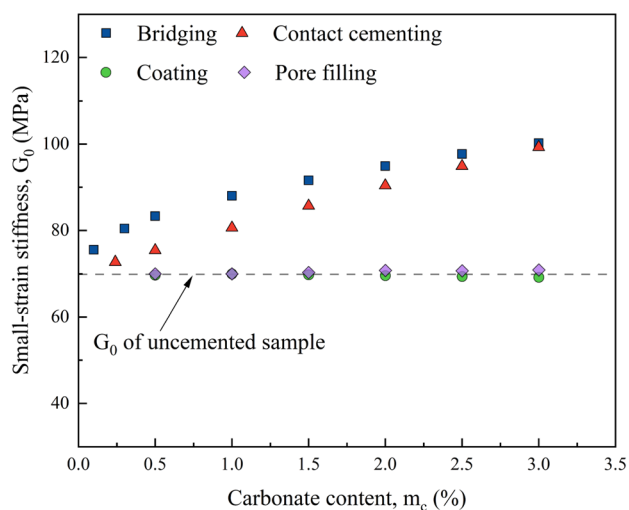 Bridging
Contact cementing
Coating
Pore filling
120
100
80
60
40
Small-strain stiffness, G₀ (MPa)
G₀ of uncemented sample
0.0
0.5
1.0
1.5
2.0
2.5
3.0
3.5
Carbonate content, m꜀ (%)